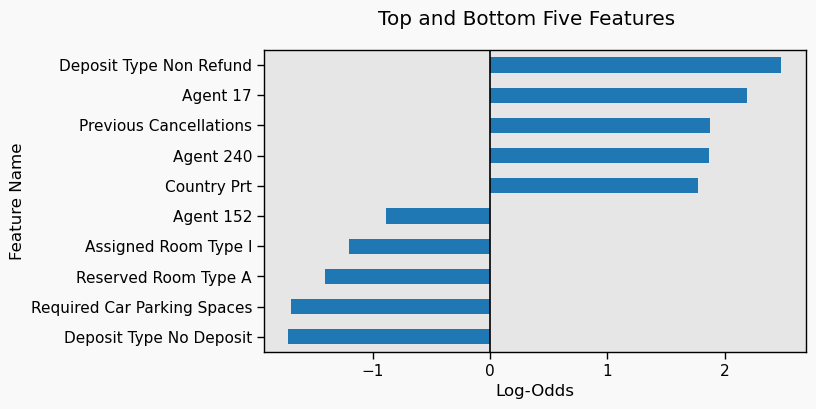 Top and Bottom Five Features
Feature Name
Deposit Type Non Refund
Agent 17
Previous Cancellations
Agent 240
Country Prt
Agent 152
Assigned Room Type I
Reserved Room Type A
Required Car Parking Spaces
Deposit Type No Deposit
−1 0 1 2
Log-Odds